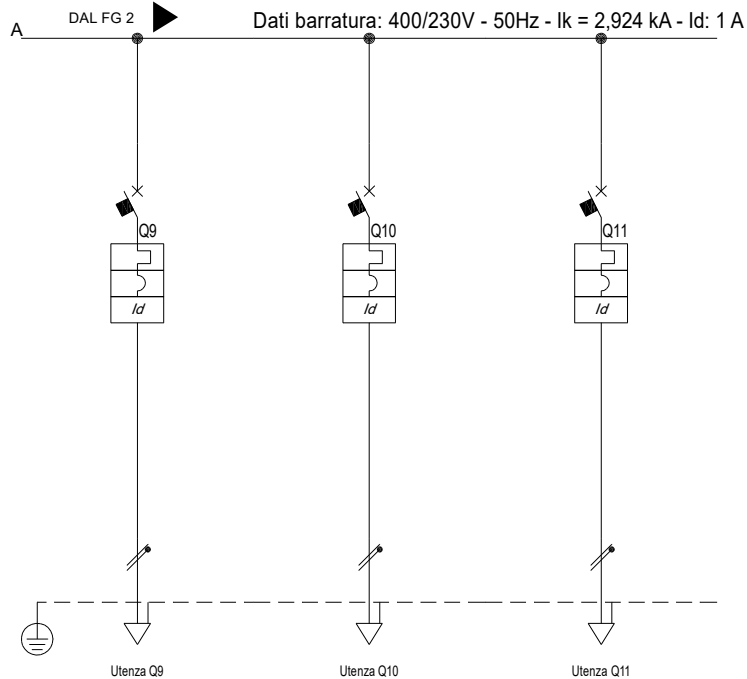 A
DAL FG 2
Dati barratura: 400/230V - 50Hz - Ik = 2,924 kA - Id: 1 A
Q9
Q10
Q11
Id
Id
Id
Utenza Q9
Utenza Q10
Utenza Q11